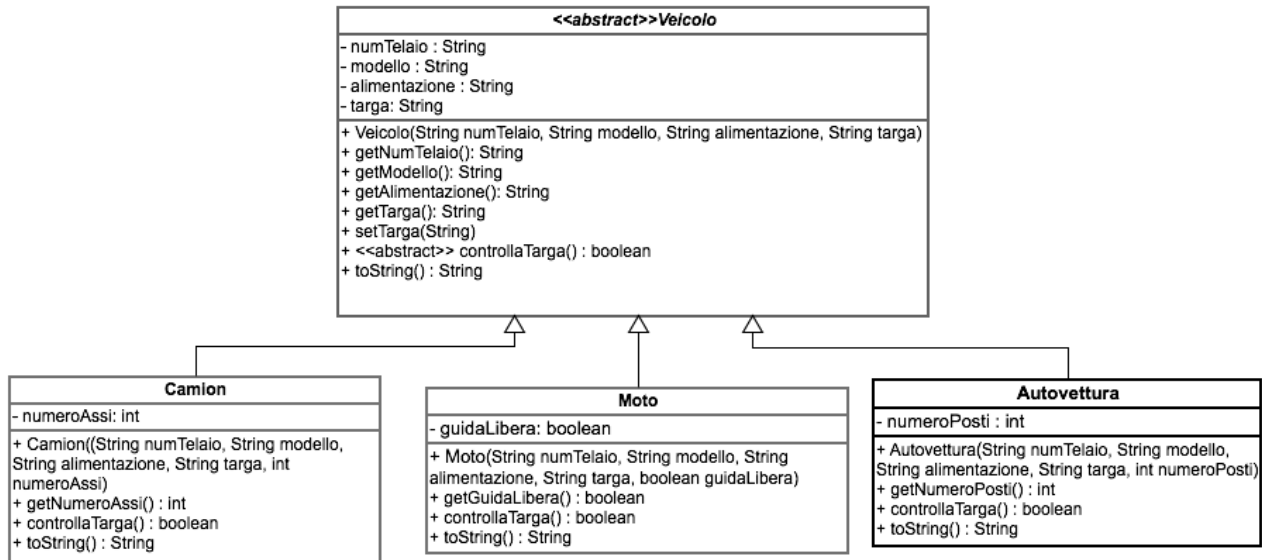 <<abstract>>Veicolo
- numTelaio : String
- modello : String
- alimentazione : String
- targa: String
+ Veicolo(String numTelaio, String modello, String alimentazione, String targa)
+ getNumTelaio(): String
+ getModello(): String
+ getAlimentazione(): String
+ getTarga(): String
+ setTarga(String)
+ <<abstract>> controllaTarga() : boolean
+ toString() : String
Camion
- numeroAssi: int
+ Camion((String numTelaio, String modello,
String alimentazione, String targa, int
numeroAssi)
+ getNumeroAssi() : int
+ controllaTarga() : boolean
+ toString() : String
Moto
- guidaLibera: boolean
+ Moto(String numTelaio, String modello, String
alimentazione, String targa, boolean guidaLibera)
+ getGuidaLibera() : boolean
+ controllaTarga() : boolean
+ toString() : String
Autovettura
- numeroPosti : int
+ Autovettura(String numTelaio, String modello,
String alimentazione, String targa, int numeroPosti)
+ getNumeroPosti() : int
+ controllaTarga() : boolean
+ toString() : String